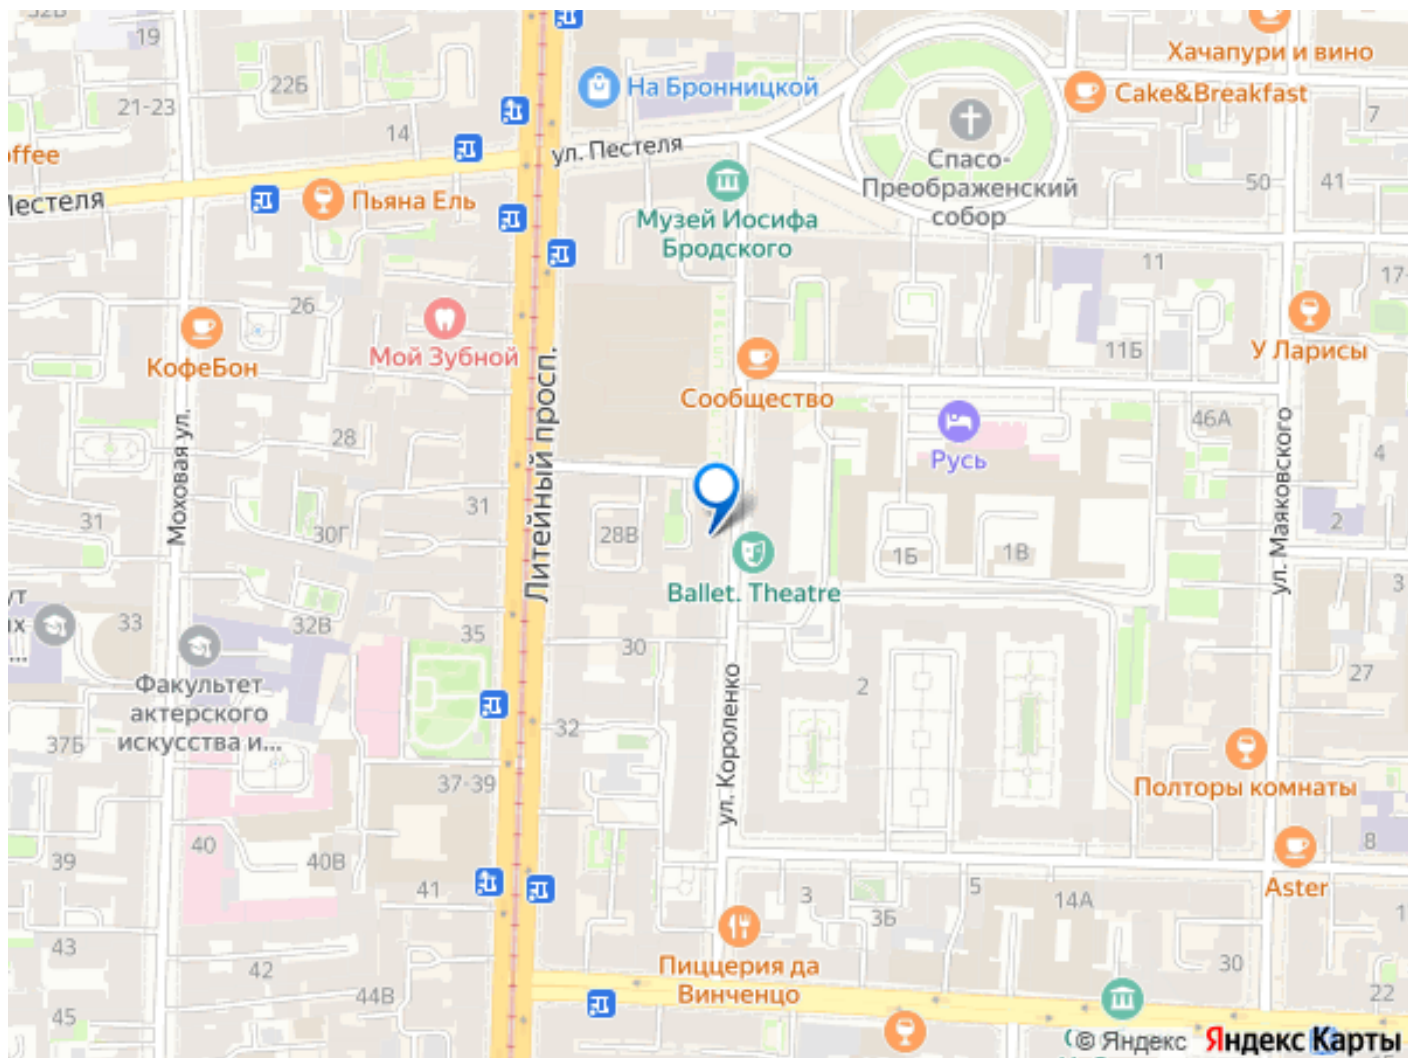 32В
19
Хачапури и вино
22Б
На Бронницкой
Cake&Breakfast
21-23
7
14
offee
ул. Пестеля
Спасо-
Преображенский
собор
50
41
Пестеля
Пьяна Ель
Музей Иосифа
Бродского
11
17-
26
Мой Зубной
КофеБон
11Б
У Ларисы
Сообщество
28
46А
Русь
4
Моховая ул.
Литейный просп.
ул. Маяковского
31
31
30Г
28В
1Б
1В
2
Ballet. Theatre
3
33
32В
35
30
Факультет
актерского
искусства и...
ул. Короленко
2
27
37Б
32
37-39
Полторы комнаты
40
40В
39
41
8
Aster
3
3Б
5
14А
43
42
Пиццерия да
Винченцо
30
44В
22
45
© Яндекс
Яндекс Карты